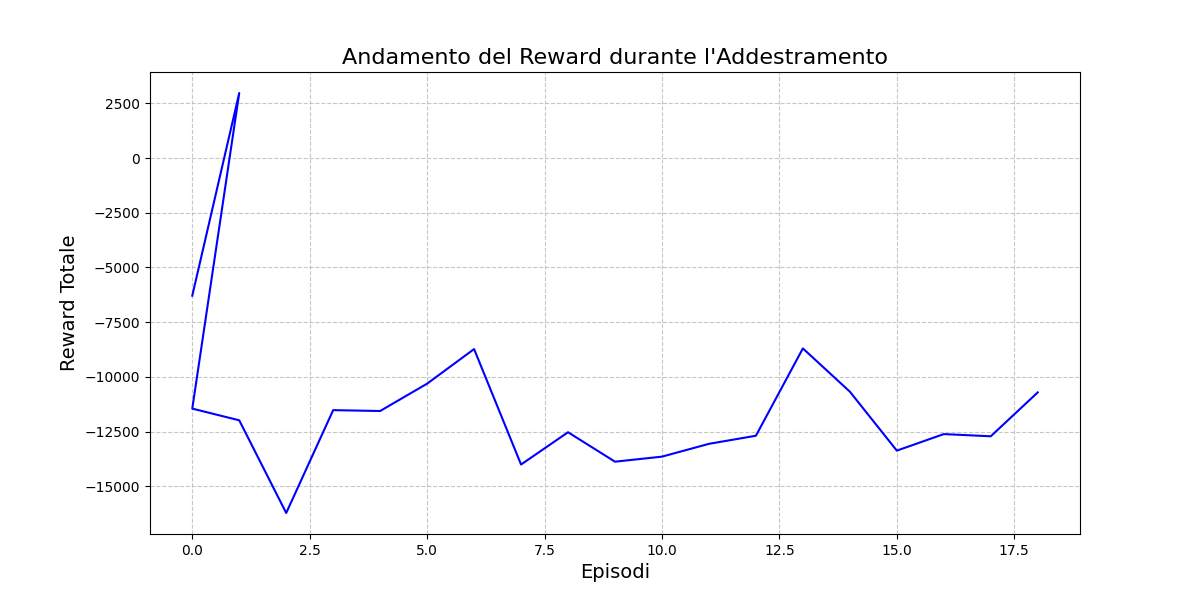 Andamento del Reward durante l'Addestramento
Reward Totale
2500
0
−2500
−5000
−7500
−10000
−12500
−15000
0.0 2.5 5.0 7.5 10.0 12.5 15.0 17.5
Episodi